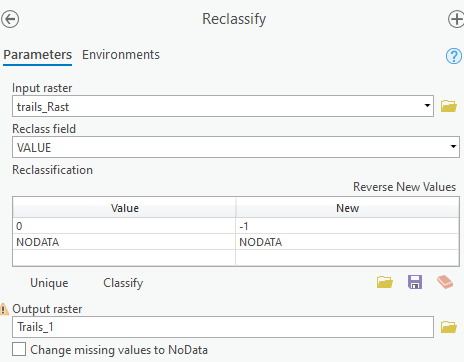 Reclassify
Parameters Environments
Input raster
trails_Rast
Reclass field
VALUE
Reclassification
Reverse New Values
Value New
0 -1
NODATA NODATA
Unique Classify
Output raster
Trails_1
Change missing values to NoData